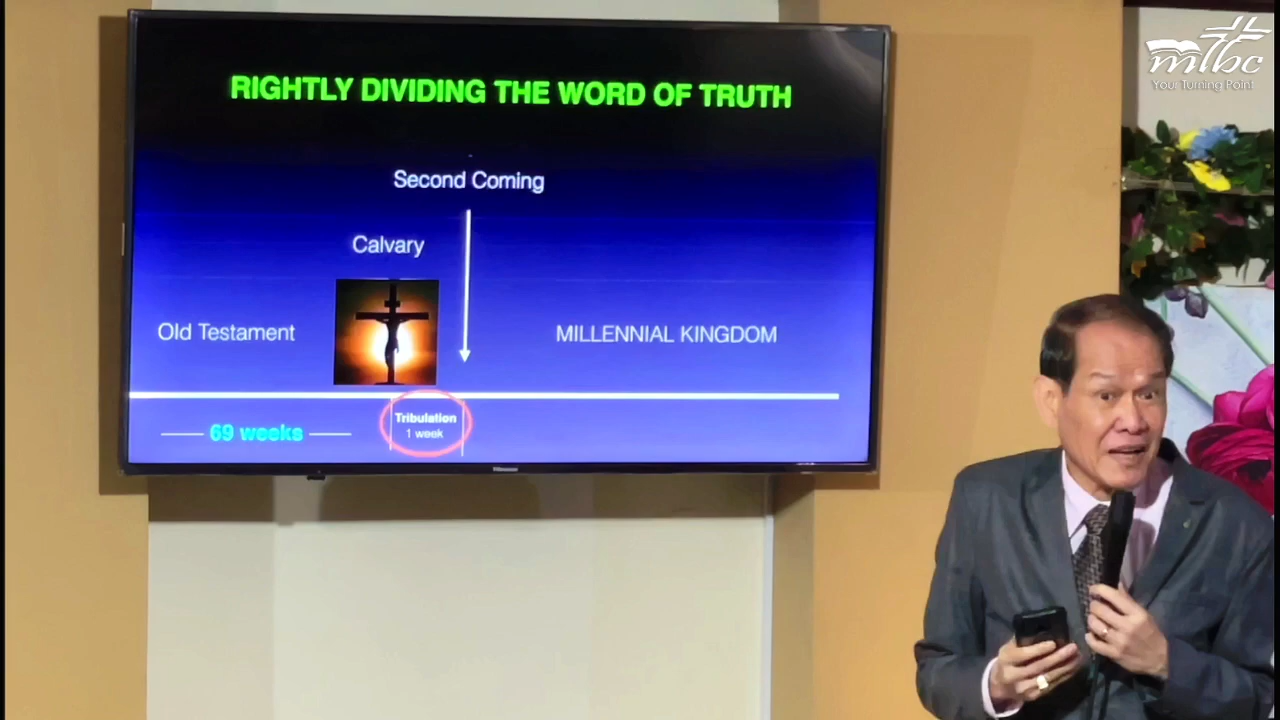 mtbc
Your Turning Point
RIGHTLY DIVIDING THE WORD OF TRUTH
Second Coming
Calvary
Old Testament
MILLENNIAL KINGDOM
69 weeks
Tribulation
1 week
Hisense